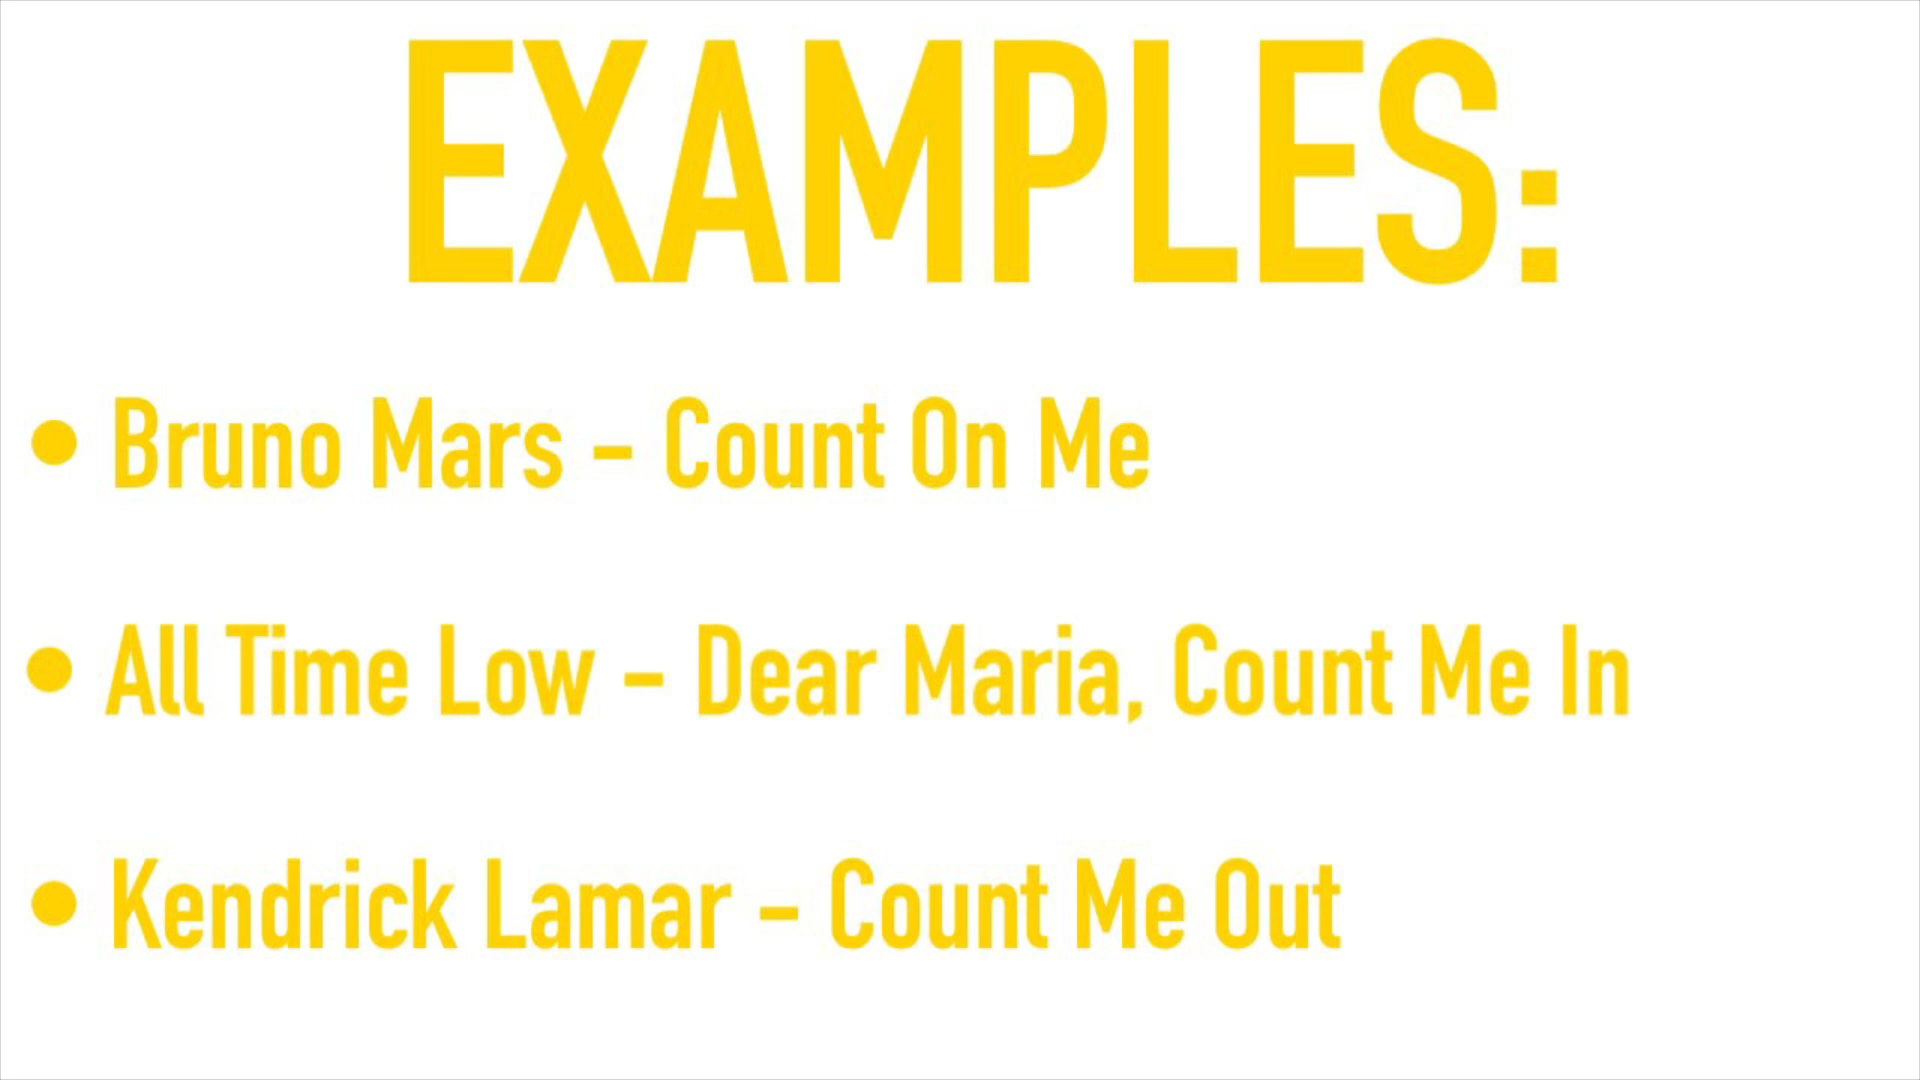 EXAMPLES:
• Bruno Mars - Count On Me
• All Time Low - Dear Maria, Count Me In
• Kendrick Lamar - Count Me Out